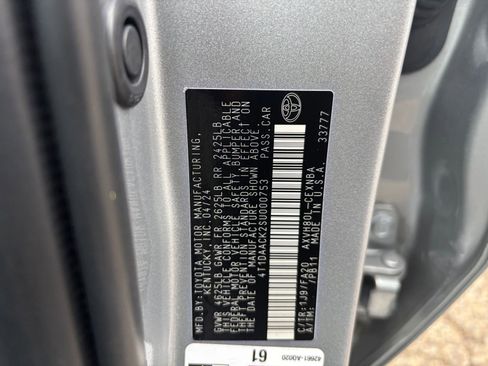 MFD. BY:TOYOTA MOTOR MANUFACTURING,
KENTUCKY, INC. 04/24
GVWR 4625LB GAWR FR 2625LB RR 2425LB
THIS VEHICLE CONFORMS TO ALL APPLICABLE
FEDERAL MOTOR VEHICLE SAFETY, BUMPER, AND
THEFT PREVENTION STANDARDS IN EFFECT ON
THE DATE OF MANUFACTURE SHOWN ABOVE.
4T1DAACK2SU000753 PASS.CAR
C/TR:1J9/FA20 AXVH80L-CEXNBA
A/TM: /PB11 MADE IN U.S.A.
33777
42661-A0020
61